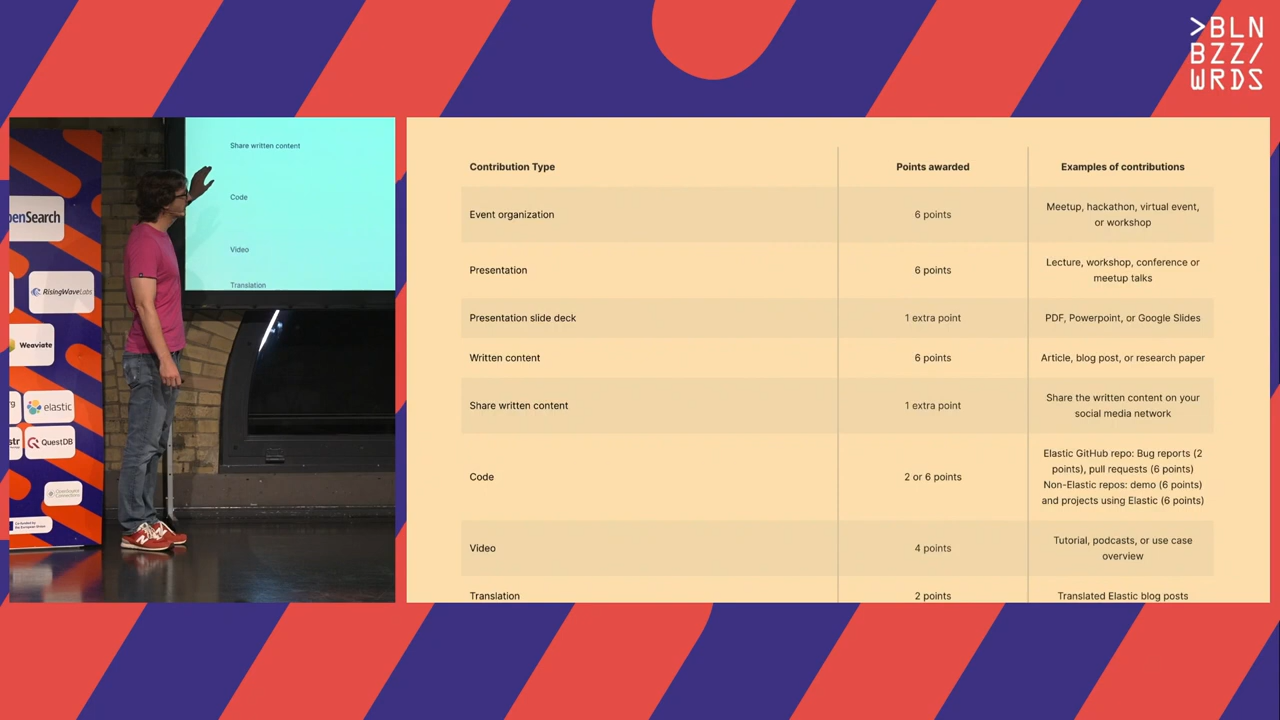 >BLN
BZZ/
WRDS
penSearch
RisingWaveLabs
Weaviate
elastic
QuestDB
Share written content
Code
Video
Translation
Contribution Type Points awarded Examples of contributions
Event organization 6 points Meetup, hackathon, virtual event,
or workshop
Presentation 6 points Lecture, workshop, conference or
meetup talks
Presentation slide deck 1 extra point PDF, Powerpoint, or Google Slides
Written content 6 points Article, blog post, or research paper
Share written content 1 extra point Share the written content on your
social media network
Code 2 or 6 points Elastic GitHub repo: Bug reports (2
points), pull requests (6 points)
Non-Elastic repos: demo (6 points)
and projects using Elastic (6 points)
Video 4 points Tutorial, podcasts, or use case
overview
Translation 2 points Translated Elastic blog posts